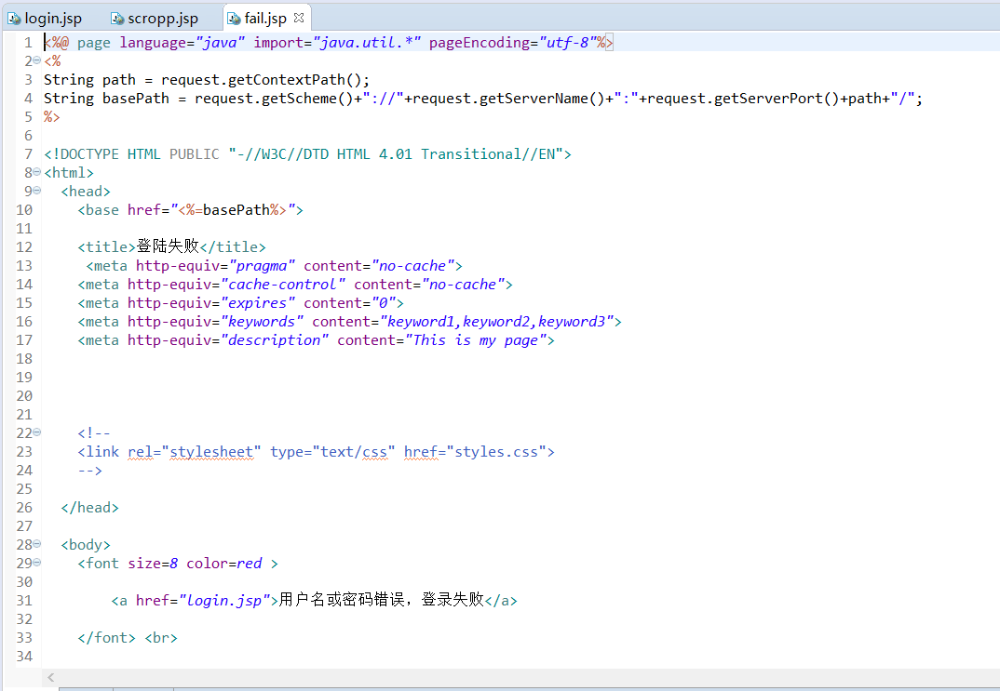 login.jsp scropp.jsp fail.jsp
1 <%@ page language="java" import="java.util.*" pageEncoding="utf-8"%>
2 <%
3 String path = request.getContextPath();
4 String basePath = request.getScheme()+"://"+request.getServerName()+":"+request.getServerPort()+path+"/";
5 %>
6
7 <!DOCTYPE HTML PUBLIC "-//W3C//DTD HTML 4.01 Transitional//EN">
8 <html>
9   <head>
10     <base href="<%=basePath%>">
11
12     <title>登陆失败</title>
13      <meta http-equiv="pragma" content="no-cache">
14     <meta http-equiv="cache-control" content="no-cache">
15     <meta http-equiv="expires" content="0">
16     <meta http-equiv="keywords" content="keyword1,keyword2,keyword3">
17     <meta http-equiv="description" content="This is my page">
18
19
20
21
22     <!--
23     <link rel="stylesheet" type="text/css" href="styles.css">
24     -->
25
26   </head>
27
28   <body>
29     <font size=8 color=red >
30
31         <a href="login.jsp">用户名或密码错误，登录失败</a>
32
33     </font> <br>
34